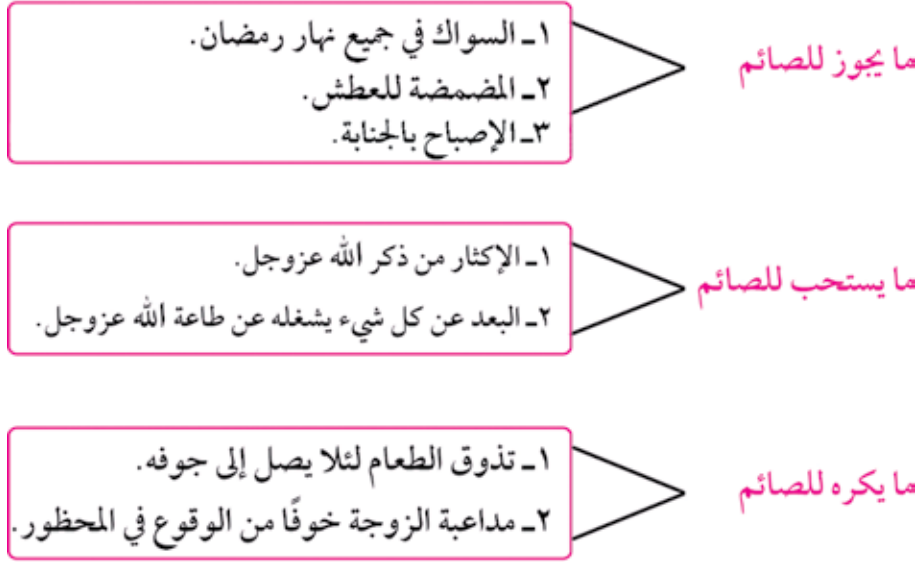 ما يجوز للصائم
١ـ السواك في جميع نهار رمضان.
٢ـ المضمضة للعطش.
٣ـ الإصباح بالجنابة.
ما يستحب للصائم
١ـ الإكثار من ذكر الله عزوجل.
٢ـ البعد عن كل شيء يشغله عن طاعة الله عزوجل.
ما يكره للصائم
١ـ تذوق الطعام لئلا يصل إلى جوفه.
٢ـ مداعبة الزوجة خوفًا من الوقوع في المحظور.